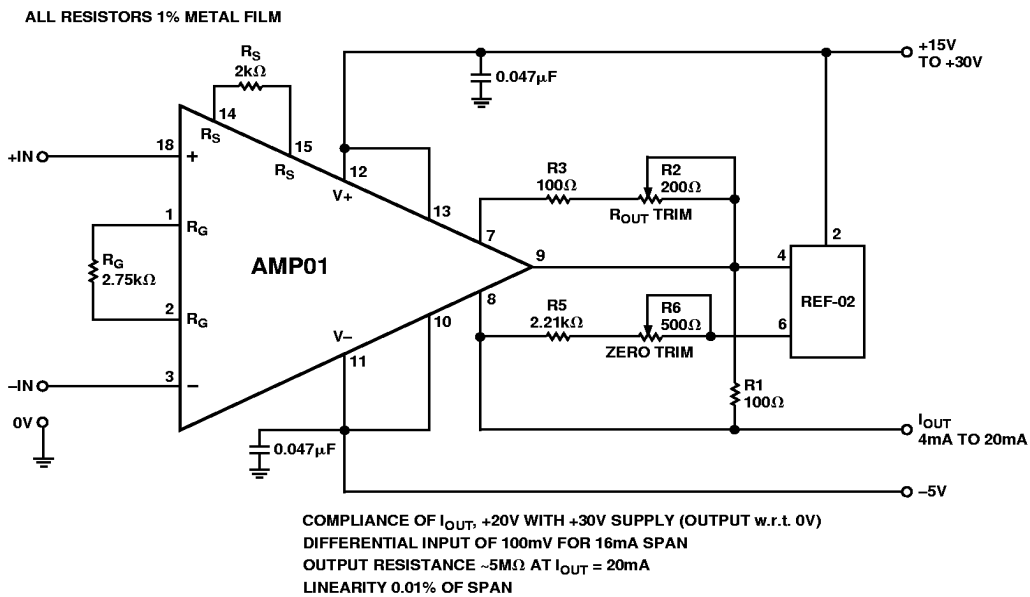 ALL RESISTORS 1% METAL FILM
RS
2kΩ
14
RS
15
RS
+15V
TO +30V
0.047μF
+IN
18
+
12
V+
13
R3
100Ω
R2
200Ω
ROUT TRIM
1
RG
RG
2.75kΩ
2
RG
AMP01
7
9
8
2
4
REF-02
6
R5
2.21kΩ
R6
500Ω
ZERO TRIM
10
V–
11
–IN
3
–
R1
100Ω
0V
0.047μF
IOUT
4mA TO 20mA
–5V
COMPLIANCE OF IOUT, +20V WITH +30V SUPPLY (OUTPUT w.r.t. 0V)
DIFFERENTIAL INPUT OF 100mV FOR 16mA SPAN
OUTPUT RESISTANCE ~5MΩ AT IOUT = 20mA
LINEARITY 0.01% OF SPAN